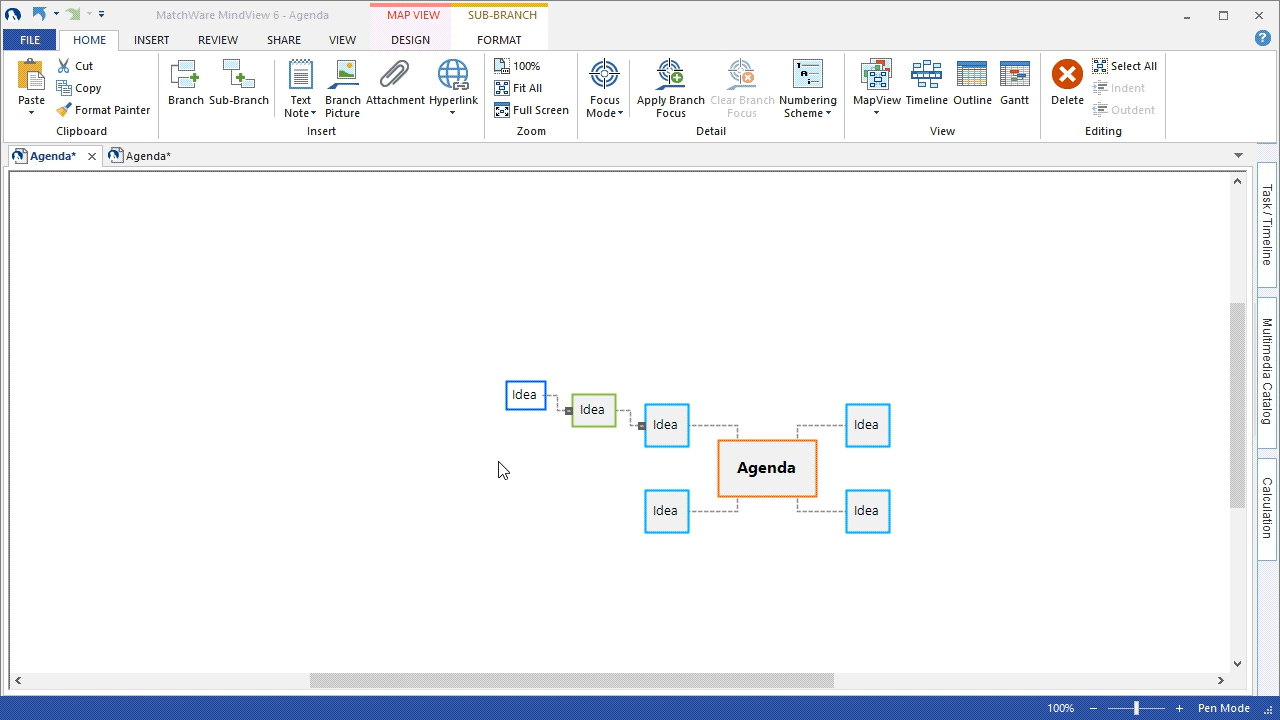 MatchWare MindView 6 - Agenda
MAP VIEW
SUB-BRANCH
FILE
HOME
INSERT
REVIEW
SHARE
VIEW
DESIGN
FORMAT
Paste
Cut
Copy
Format Painter
Clipboard
Branch
Sub-Branch
Text
Note
Branch
Picture
Attachment
Hyperlink
Insert
100%
Fit All
Full Screen
Zoom
Focus
Mode
Apply Branch
Focus
Clear Branch
Focus
Numbering
Scheme
Detail
MapView
Timeline
Outline
Gantt
View
Delete
Select All
Indent
Outdent
Editing
Agenda*
Agenda*
Idea
Idea
Idea
Idea
Agenda
Idea
Idea
Task / Timeline
Multimedia Catalog
Calculation
100%
Pen Mode